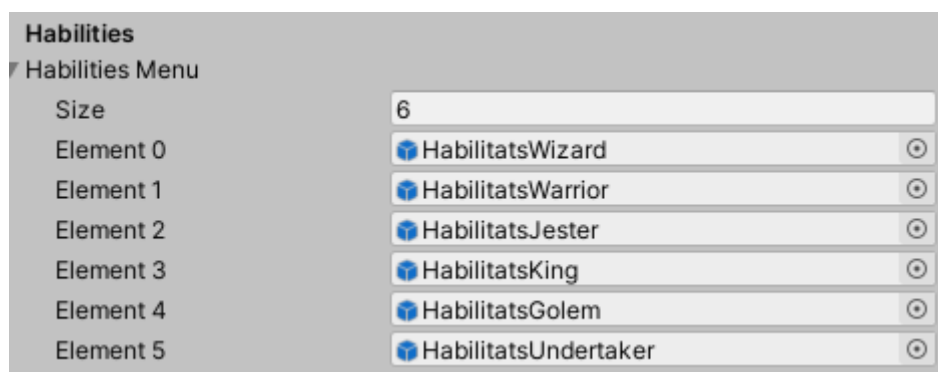 Habilities
Habilities Menu
Size 6
Element 0 HabilitatsWizard
Element 1 HabilitatsWarrior
Element 2 HabilitatsJester
Element 3 HabilitatsKing
Element 4 HabilitatsGolem
Element 5 HabilitatsUndertaker